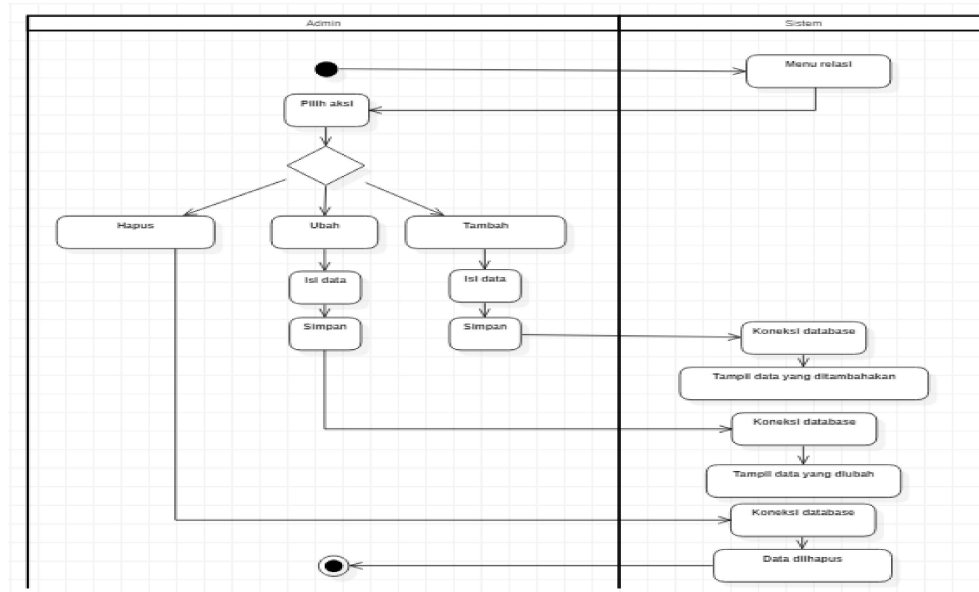 Admin
Sistem
Menu relasi
Pilih aksi
Hapus
Ubah
Tambah
Isi data
Isi data
Simpan
Simpan
Koneksi database
Tampil data yang ditambahakan
Koneksi database
Tampil data yang diubah
Koneksi database
Data diihapus